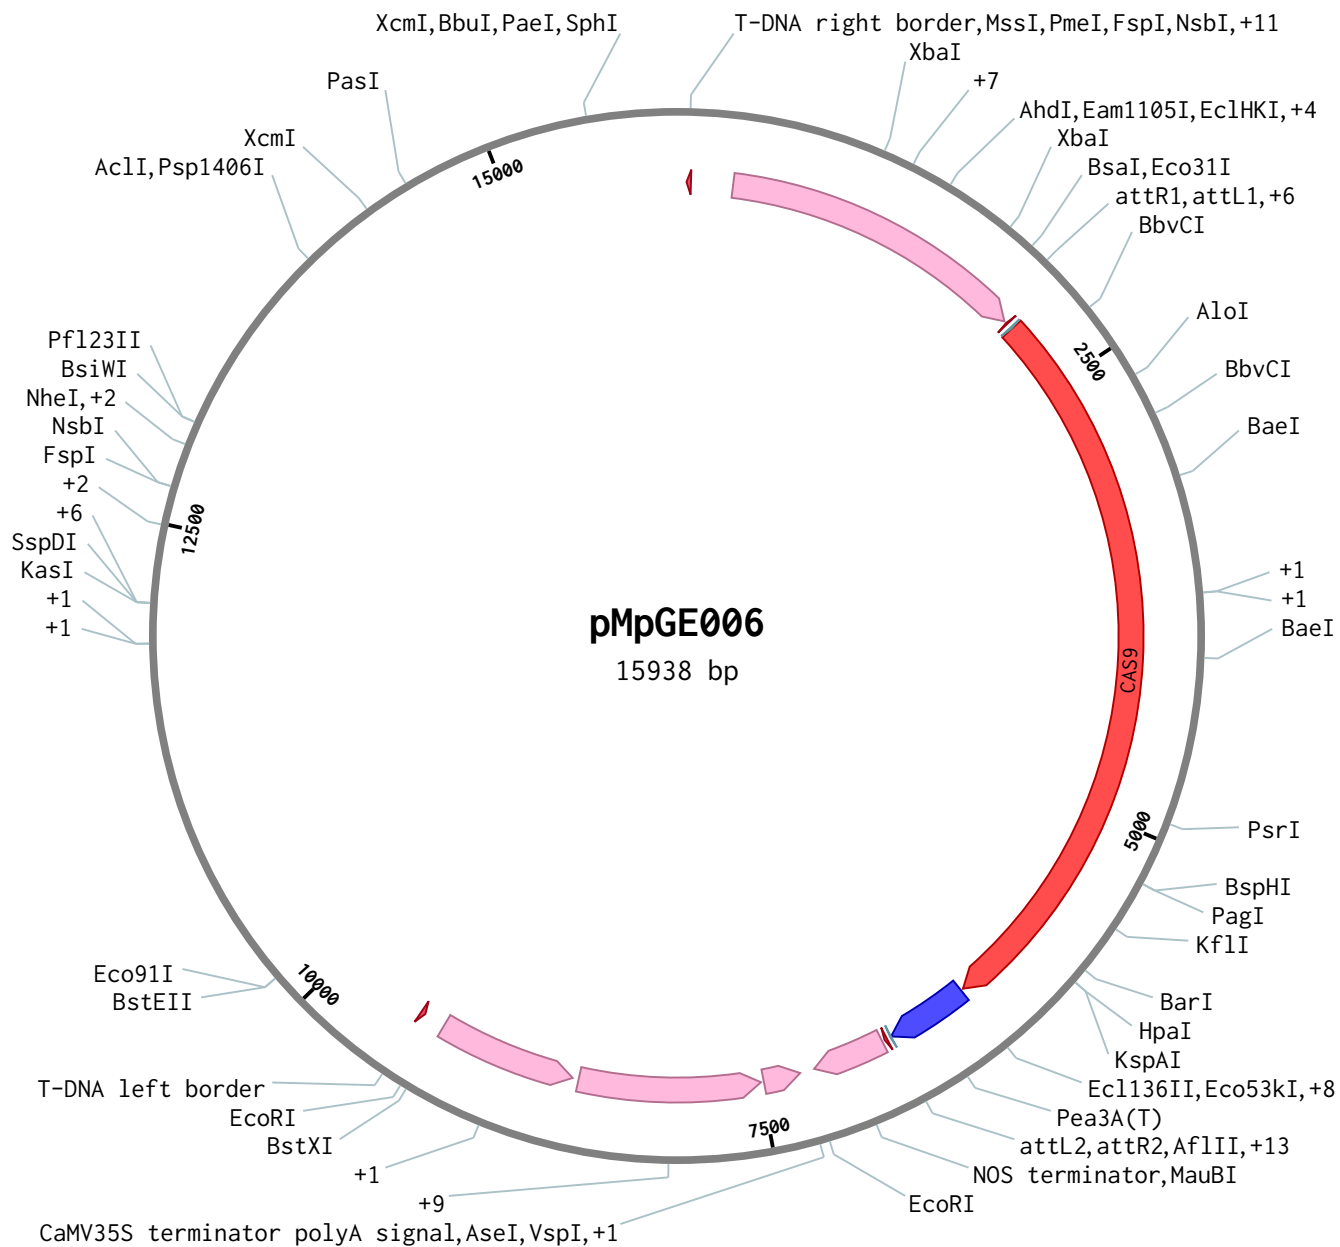 XcmI,BbuI,PaeI,SphI
T-DNA right border,MssI,PmeI,FspI,NsbI,+11
XbaI
PasI
+7
AhdI,Eam1105I,EclHKI,+4
XcmI
XbaI
AclI,Psp1406I
BsaI,Eco31I
15000
attR1,attL1,+6
BbvCI
AloI
Pfl23II
2500
BsiWI
BbvCI
NheI,+2
NsbI
BaeI
FspI
+2
+6
12500
SspDI
KasI
+1
+1
+1
+1
pMpGE006
BaeI
15938 bp
CAS9
PsrI
5000
BspHI
PagI
KflI
Eco91I
10000
BstEII
BarI
HpaI
KspAI
T-DNA left border
Ecl136II,Eco53kI,+8
EcoRI
Pea3A(T)
7500
BstXI
attL2,attR2,AflII,+13
+1
NOS terminator,MauBI
+9
EcoRI
CaMV35S terminator polyA signal,AseI,VspI,+1